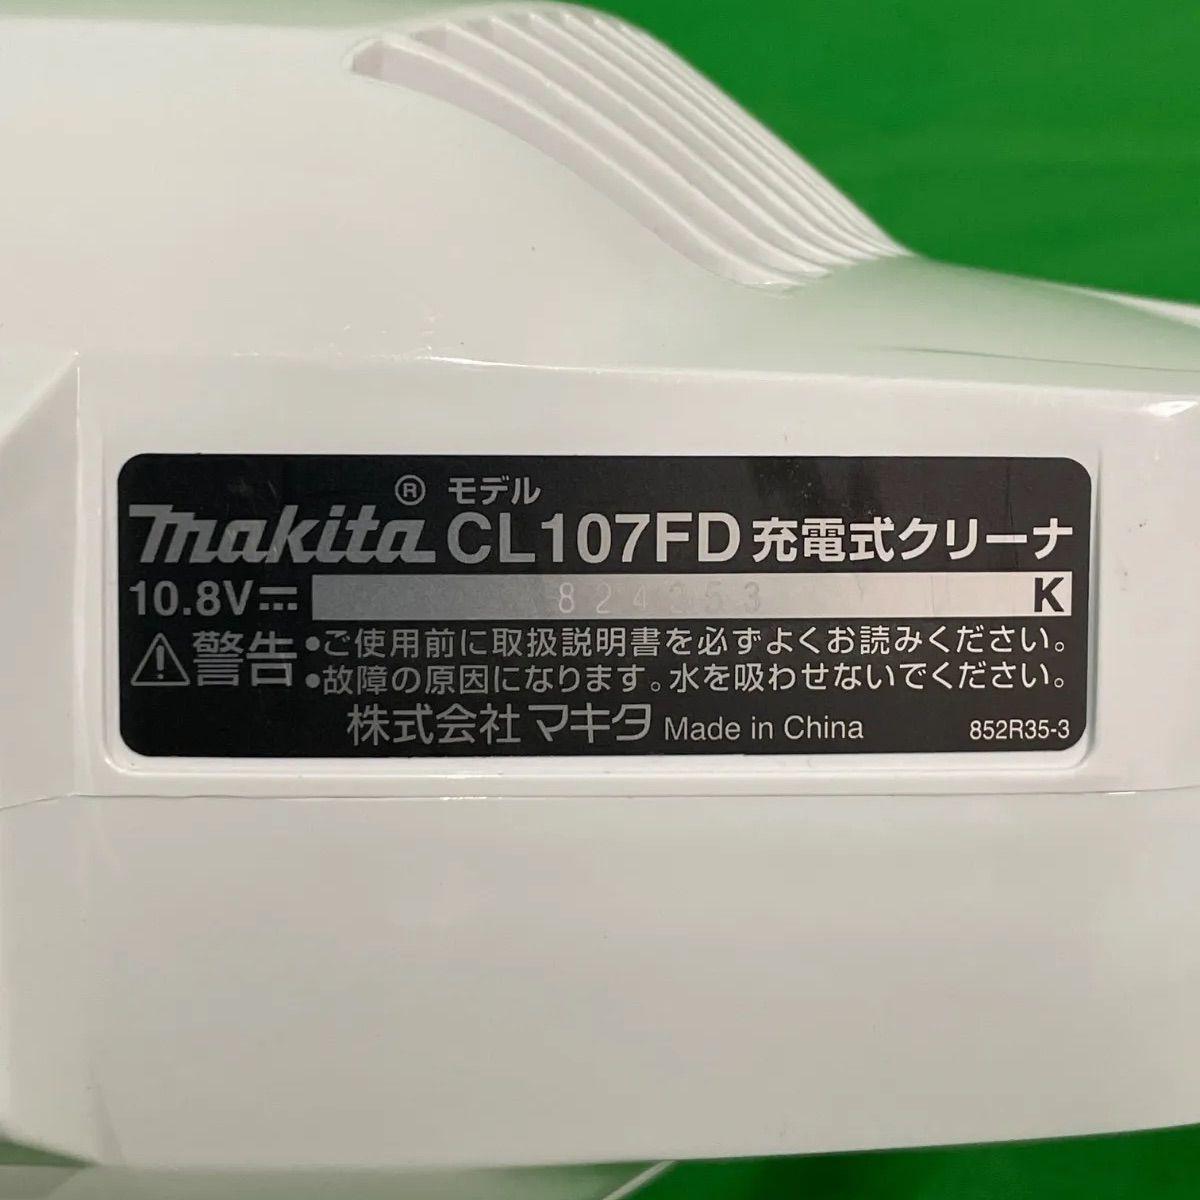 ® モデル
makita CL107FD 充電式クリーナ
10.8V 824253 K
警告 •ご使用前に取扱説明書を必ずよくお読みください。
•故障の原因になります。水を吸わせないでください。
株式会社 マキタ Made in China 852R35-3